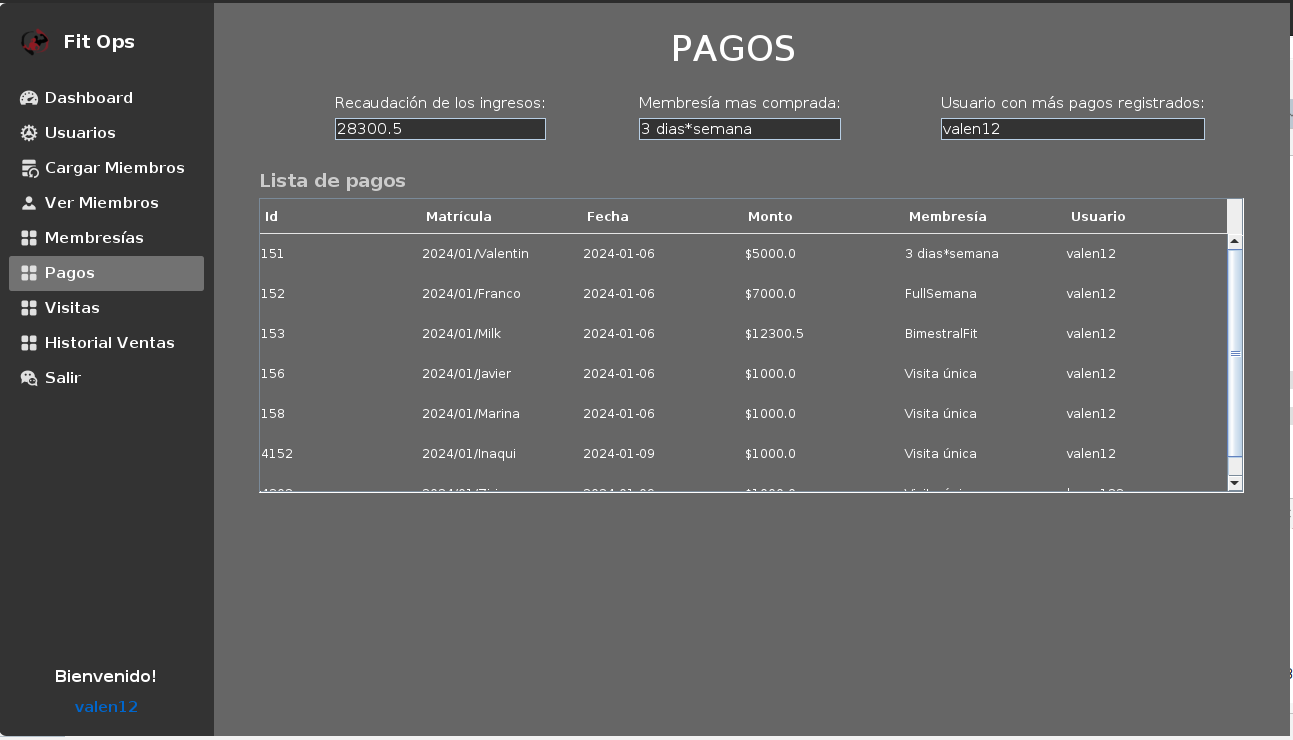 Fit Ops
Dashboard
Usuarios
Cargar Miembros
Ver Miembros
Membresías
Pagos
Visitas
Historial Ventas
Salir
Bienvenido!
valen12
PAGOS
Recaudación de los ingresos: Membresía mas comprada: Usuario con más pagos registrados:
28300.5 3 dias*semana valen12
Lista de pagos
Id Matrícula Fecha Monto Membresía Usuario
151 2024/01/Valentin 2024-01-06 $5000.0 3 dias*semana valen12
152 2024/01/Franco 2024-01-06 $7000.0 FullSemana valen12
153 2024/01/Milk 2024-01-06 $12300.5 BimestralFit valen12
156 2024/01/Javier 2024-01-06 $1000.0 Visita única valen12
158 2024/01/Marina 2024-01-06 $1000.0 Visita única valen12
4152 2024/01/Inaqui 2024-01-09 $1000.0 Visita única valen12